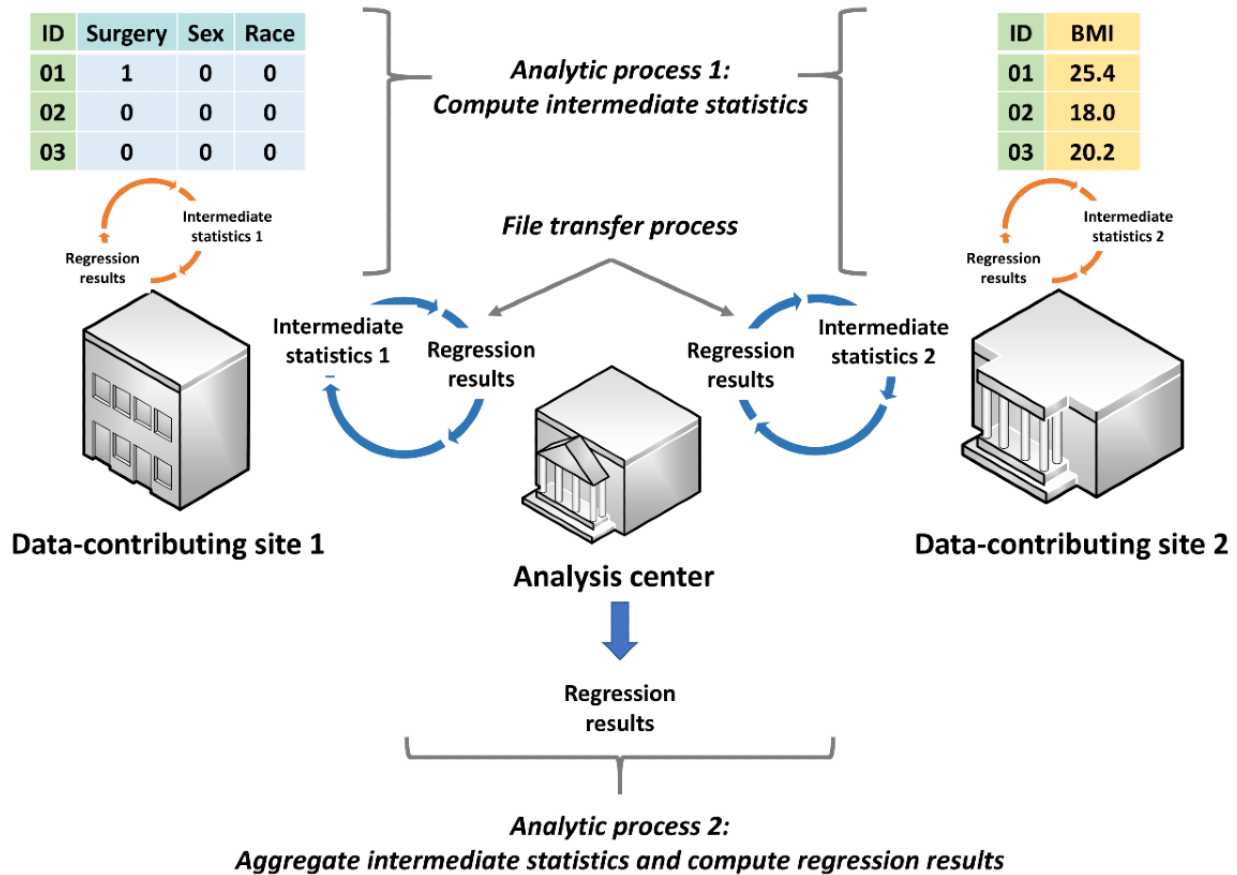 ID Surgery Sex Race
01 1 0 0
02 0 0 0
03 0 0 0
Analytic process 1:
Compute intermediate statistics
ID BMI
01 25.4
02 18.0
03 20.2
Intermediate
statistics 1
Regression
results
File transfer process
Intermediate
statistics 2
Regression
results
Intermediate
statistics 1
Regression
results
Regression
results
Intermediate
statistics 2
Data-contributing site 1
Analysis center
Data-contributing site 2
Regression
results
Analytic process 2:
Aggregate intermediate statistics and compute regression results